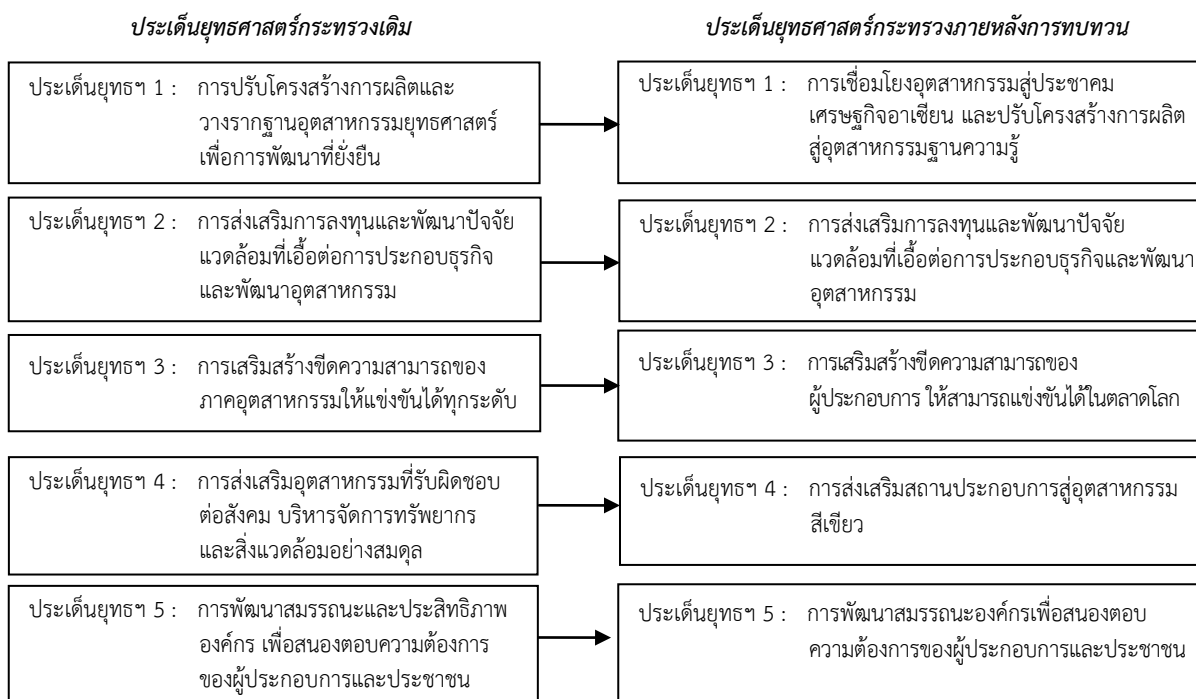 ประเด็นยุทธศาสตร์กระทรวงเดิม
ประเด็นยุทธศาสตร์กระทรวงภายหลังการทบทวน
ประเด็นยุทธฯ 1 : การปรับโครงสร้างการผลิตและ
วางรากฐานอุตสาหกรรมยุทธศาสตร์
เพื่อการพัฒนาที่ยั่งยืน
ประเด็นยุทธฯ 1 : การเชื่อมโยงอุตสาหกรรมสู่ประชาคม
เศรษฐกิจอาเซียน และปรับโครงสร้างการผลิต
สู่อุตสาหกรรมฐานความรู้
ประเด็นยุทธฯ 2 : การส่งเสริมการลงทุนและพัฒนาปัจจัย
แวดล้อมที่เอื้อต่อการประกอบธุรกิจ
และพัฒนาอุตสาหกรรม
ประเด็นยุทธฯ 2 : การส่งเสริมการลงทุนและพัฒนาปัจจัย
แวดล้อมที่เอื้อต่อการประกอบธุรกิจและพัฒนา
อุตสาหกรรม
ประเด็นยุทธฯ 3 : การเสริมสร้างขีดความสามารถของ
ภาคอุตสาหกรรมให้แข่งขันได้ทุกระดับ
ประเด็นยุทธฯ 3 : การเสริมสร้างขีดความสามารถของ
ผู้ประกอบการ ให้สามารถแข่งขันได้ในตลาดโลก
ประเด็นยุทธฯ 4 : การส่งเสริมอุตสาหกรรมที่รับผิดชอบ
ต่อสังคม บริหารจัดการทรัพยากร
และสิ่งแวดล้อมอย่างสมดุล
ประเด็นยุทธฯ 4 : การส่งเสริมสถานประกอบการสู่อุตสาหกรรม
สีเขียว
ประเด็นยุทธฯ 5 : การพัฒนาสมรรถนะและประสิทธิภาพ
องค์กร เพื่อสนองตอบความต้องการ
ของผู้ประกอบการและประชาชน
ประเด็นยุทธฯ 5 : การพัฒนาสมรรถนะองค์กรเพื่อสนองตอบ
ความต้องการของผู้ประกอบการและประชาชน